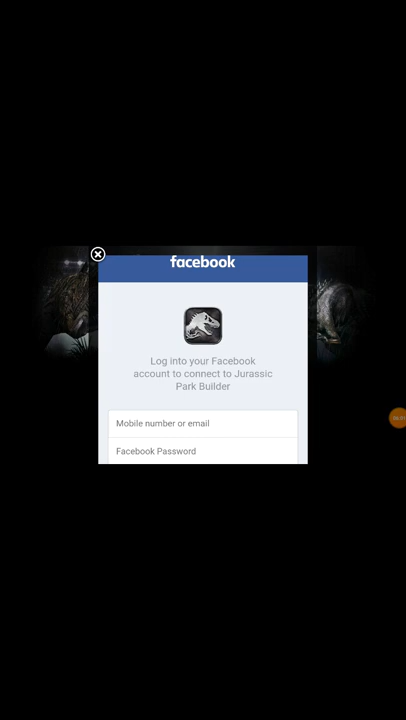 facebook
Log into your Facebook
account to connect to Jurassic
Park Builder
Mobile number or email
Facebook Password